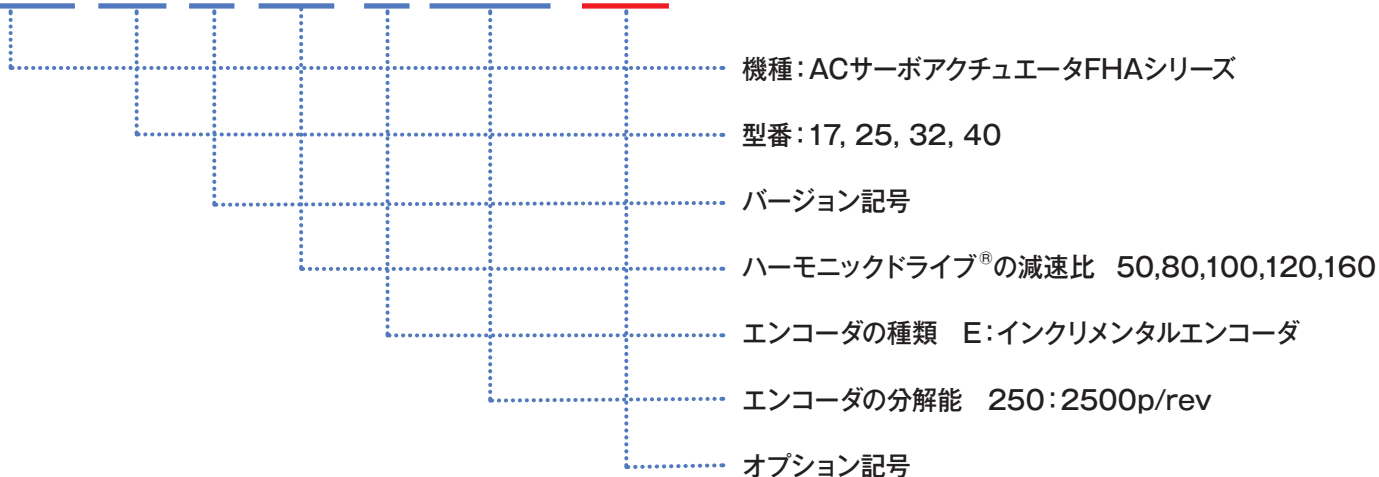 機種：ACサーボアクチュエータFHAシリーズ
型番：17, 25, 32, 40
バージョン記号
ハーモニックドライブ®の減速比　50,80,100,120,160
エンコーダの種類　E：インクリメンタルエンコーダ
エンコーダの分解能　250：2500p/rev
オプション記号